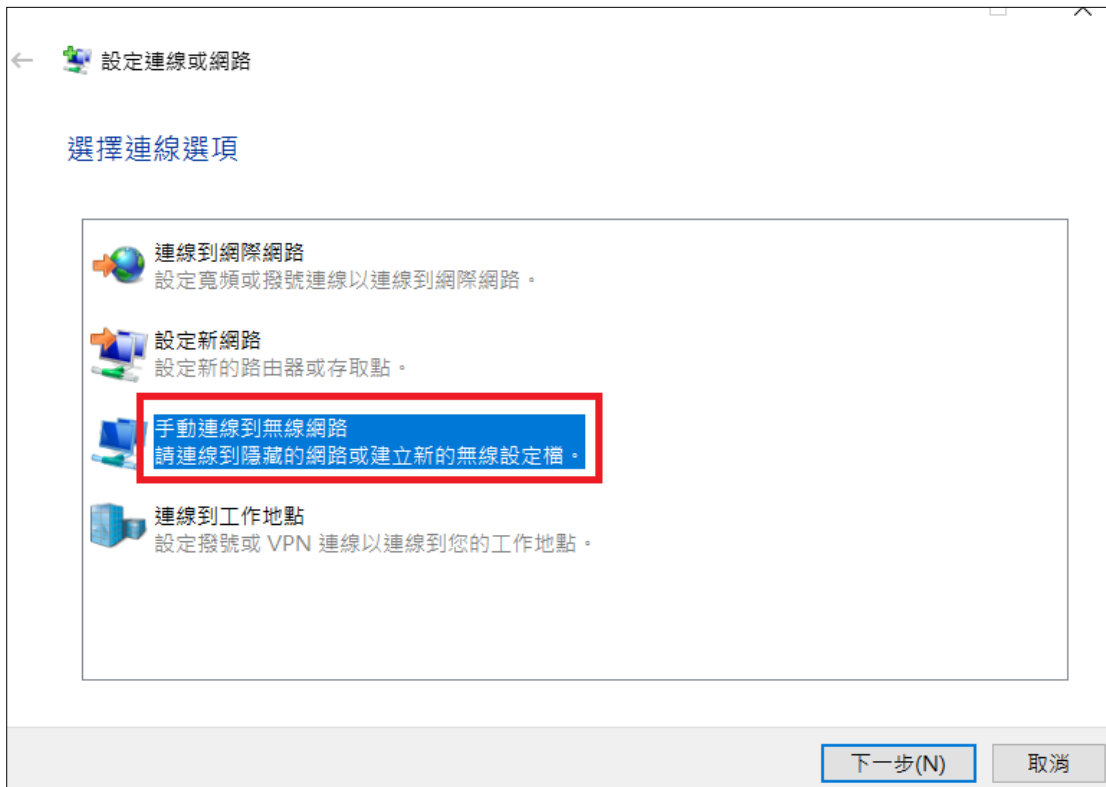 設定連線或網路
選擇連線選項
連線到網際網路
設定寬頻或撥號連線以連線到網際網路。
設定新網路
設定新的路由器或存取點。
手動連線到無線網路
請連線到隱藏的網路或建立新的無線設定檔。
連線到工作地點
設定撥號或 VPN 連線以連線到您的工作地點。
下一步(N)
取消